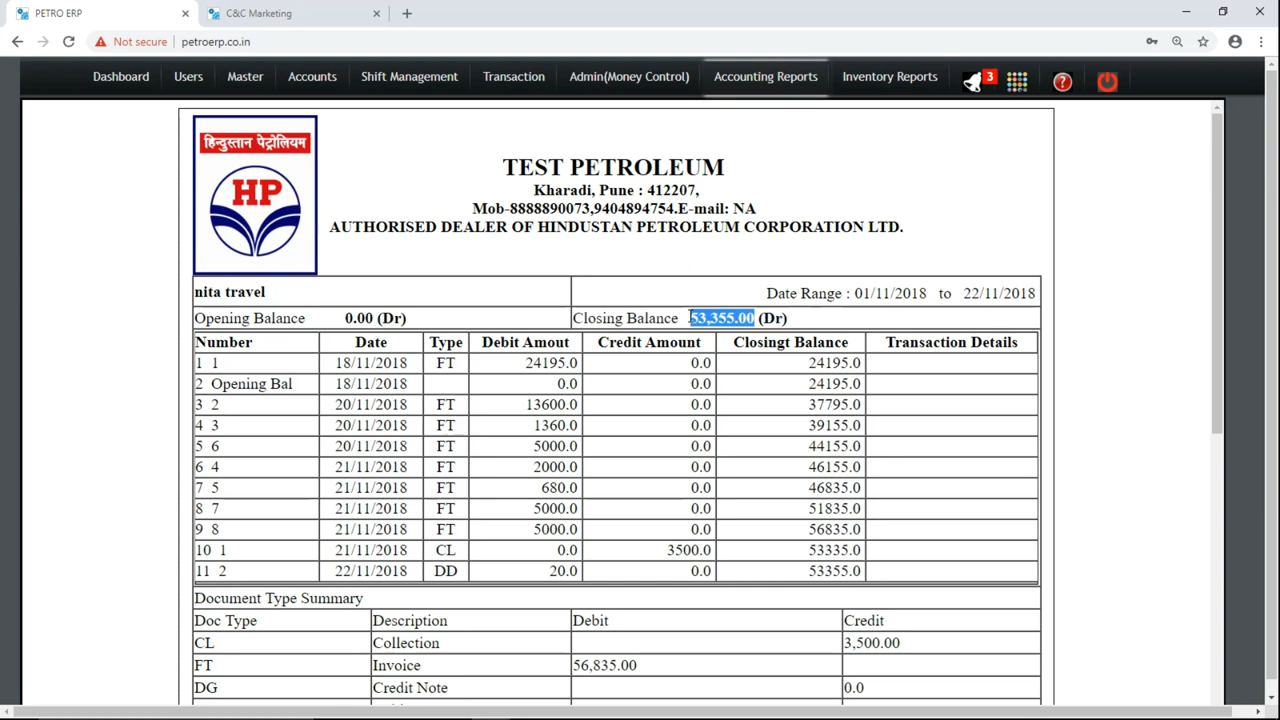 PETRO ERP
C&C Marketing
Not secure petroerp.co.in
Dashboard Users Master Accounts Shift Management Transaction Admin(Money Control) Accounting Reports Inventory Reports 3 ?
हिन्दुस्तान पेट्रोलियम
HP
TEST PETROLEUM
Kharadi, Pune : 412207,
Mob-8888890073,9404894754.E-mail: NA
AUTHORISED DEALER OF HINDUSTAN PETROLEUM CORPORATION LTD.
nita travel Date Range : 01/11/2018 to 22/11/2018
Opening Balance 0.00 (Dr) Closing Balance 53,355.00 (Dr)
Number Date Type Debit Amout Credit Amount Closingt Balance Transaction Details
1 1 18/11/2018 FT 24195.0 0.0 24195.0
2 Opening Bal 18/11/2018 0.0 0.0 24195.0
3 2 20/11/2018 FT 13600.0 0.0 37795.0
4 3 20/11/2018 FT 1360.0 0.0 39155.0
5 6 20/11/2018 FT 5000.0 0.0 44155.0
6 4 21/11/2018 FT 2000.0 0.0 46155.0
7 5 21/11/2018 FT 680.0 0.0 46835.0
8 7 21/11/2018 FT 5000.0 0.0 51835.0
9 8 21/11/2018 FT 5000.0 0.0 56835.0
10 1 21/11/2018 CL 0.0 3500.0 53335.0
11 2 22/11/2018 DD 20.0 0.0 53355.0
Document Type Summary
Doc Type Description Debit Credit
CL Collection 3,500.00
FT Invoice 56,835.00
DG Credit Note 0.0